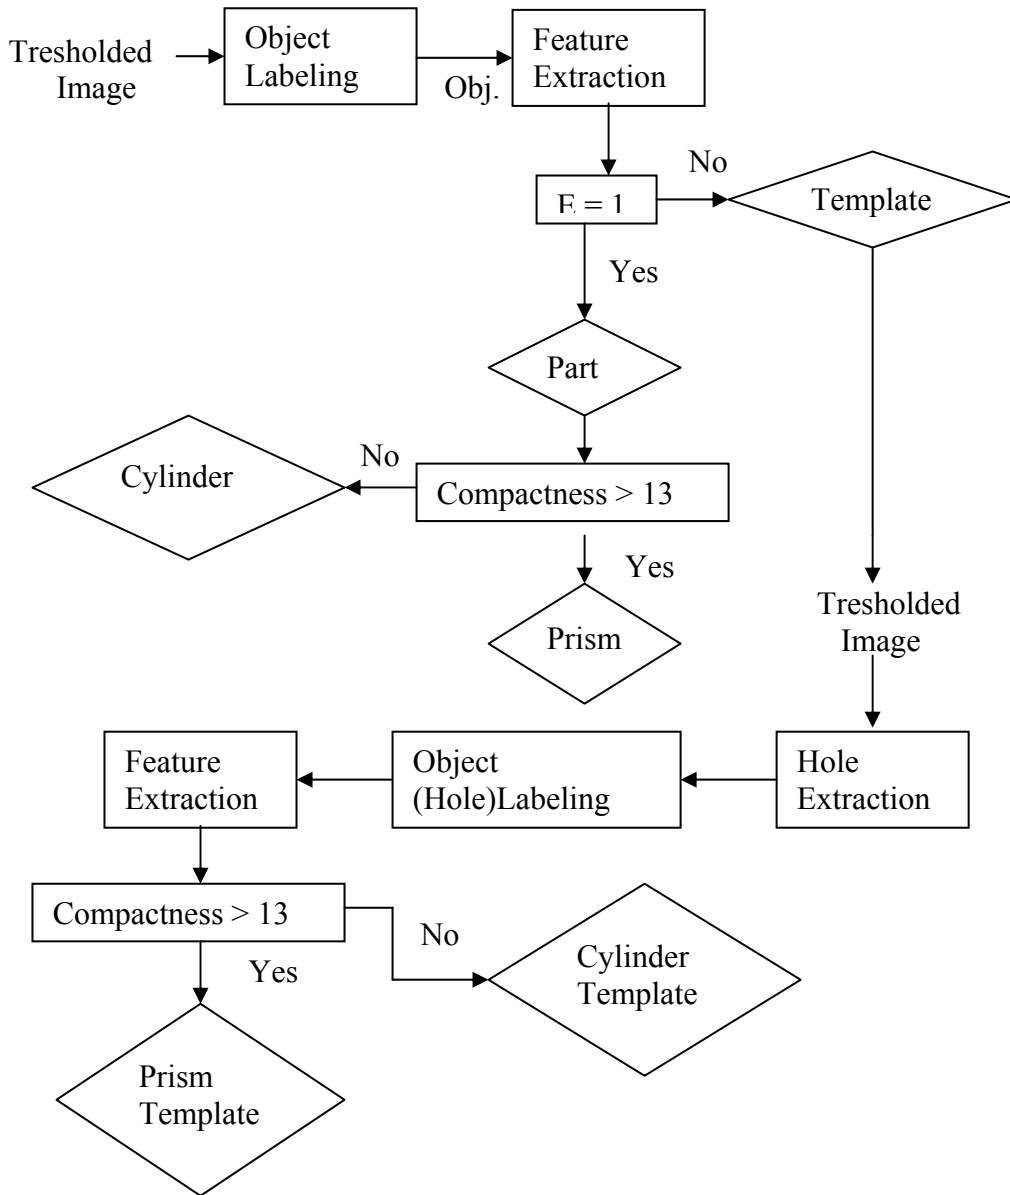 Tresholded
Image
Object
Labeling
Obj.
Feature
Extraction
E = 1
No
Template
Yes
Part
Cylinder
No
Compactness > 13
Yes
Prism
Tresholded
Image
Hole
Extraction
Object
(Hole)Labeling
Feature
Extraction
Compactness > 13
No
Yes
Cylinder
Template
Prism
Template